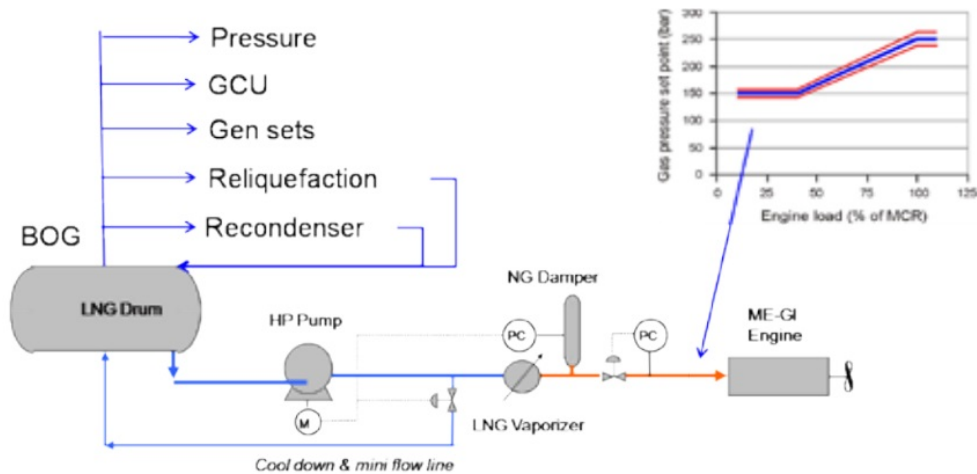 Pressure
GCU
Gen sets
Reliquefaction
Recondenser
BOG
LNG Drum
HP Pump
M
PC
NG Damper
PC
ME-GI
Engine
LNG Vaporizer
Cool down & mini flow line
Gas pressure set point (bar)
300
250
200
150
100
50
0
0 25 50 75 100 125
Engine load (% of MCR)